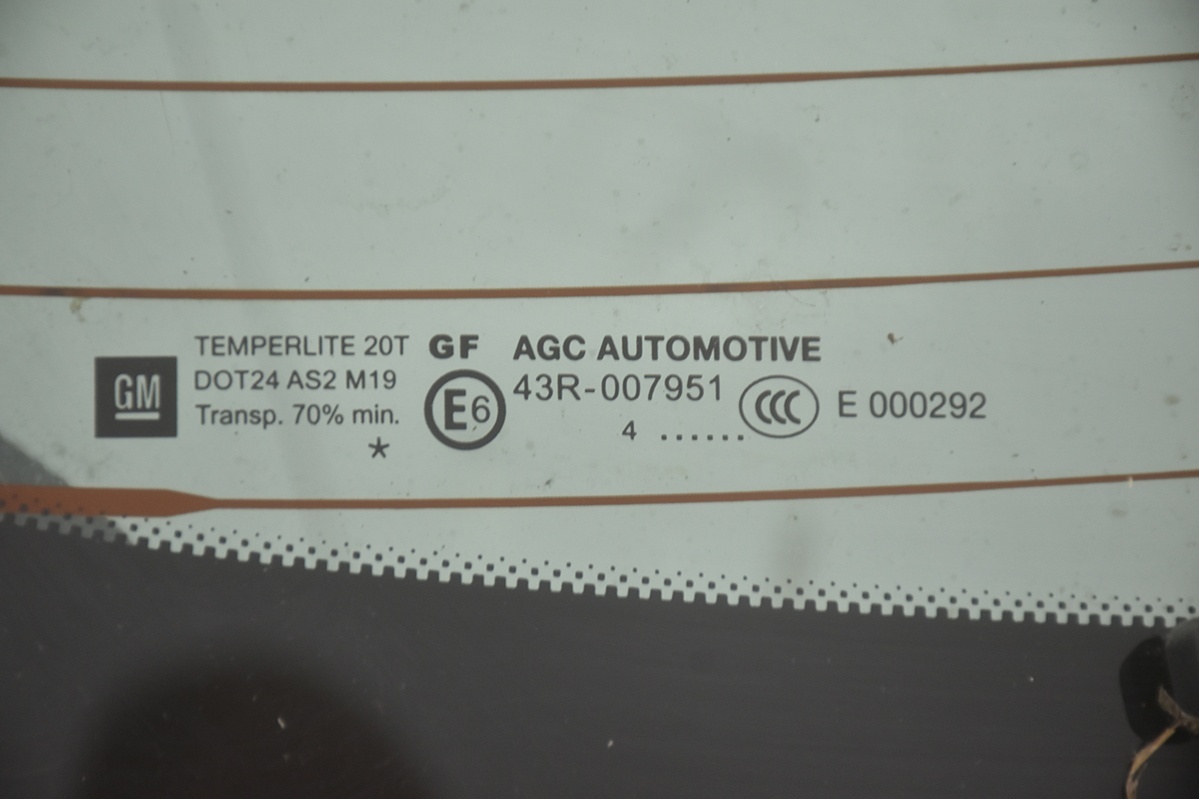 GM
TEMPERLITE 20T GF AGC AUTOMOTIVE
DOT24 AS2 M19 E6 43R-007951 CCC E 000292
Transp. 70% min.
* 4 ......